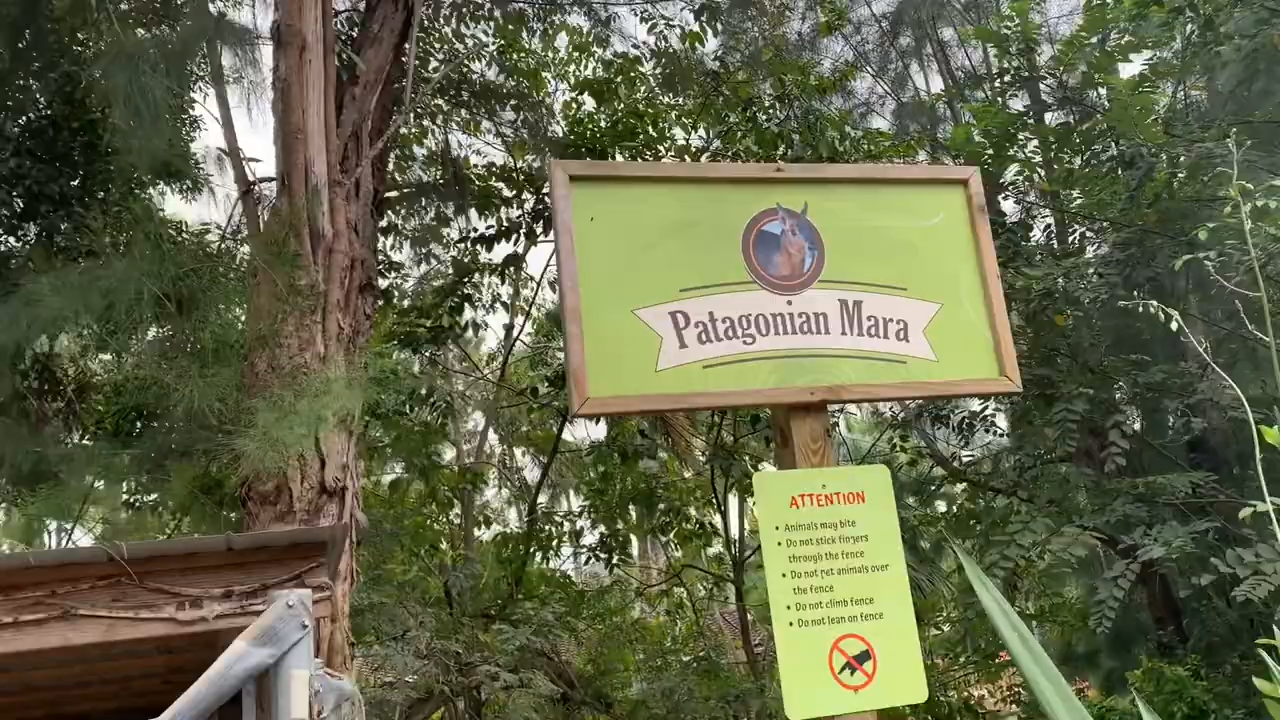 Patagonian Mara
ATTENTION
• Animals may bite
• Do not stick fingers
through the fence
• Do not pet animals over
the fence
• Do not climb fence
• Do not lean on fence